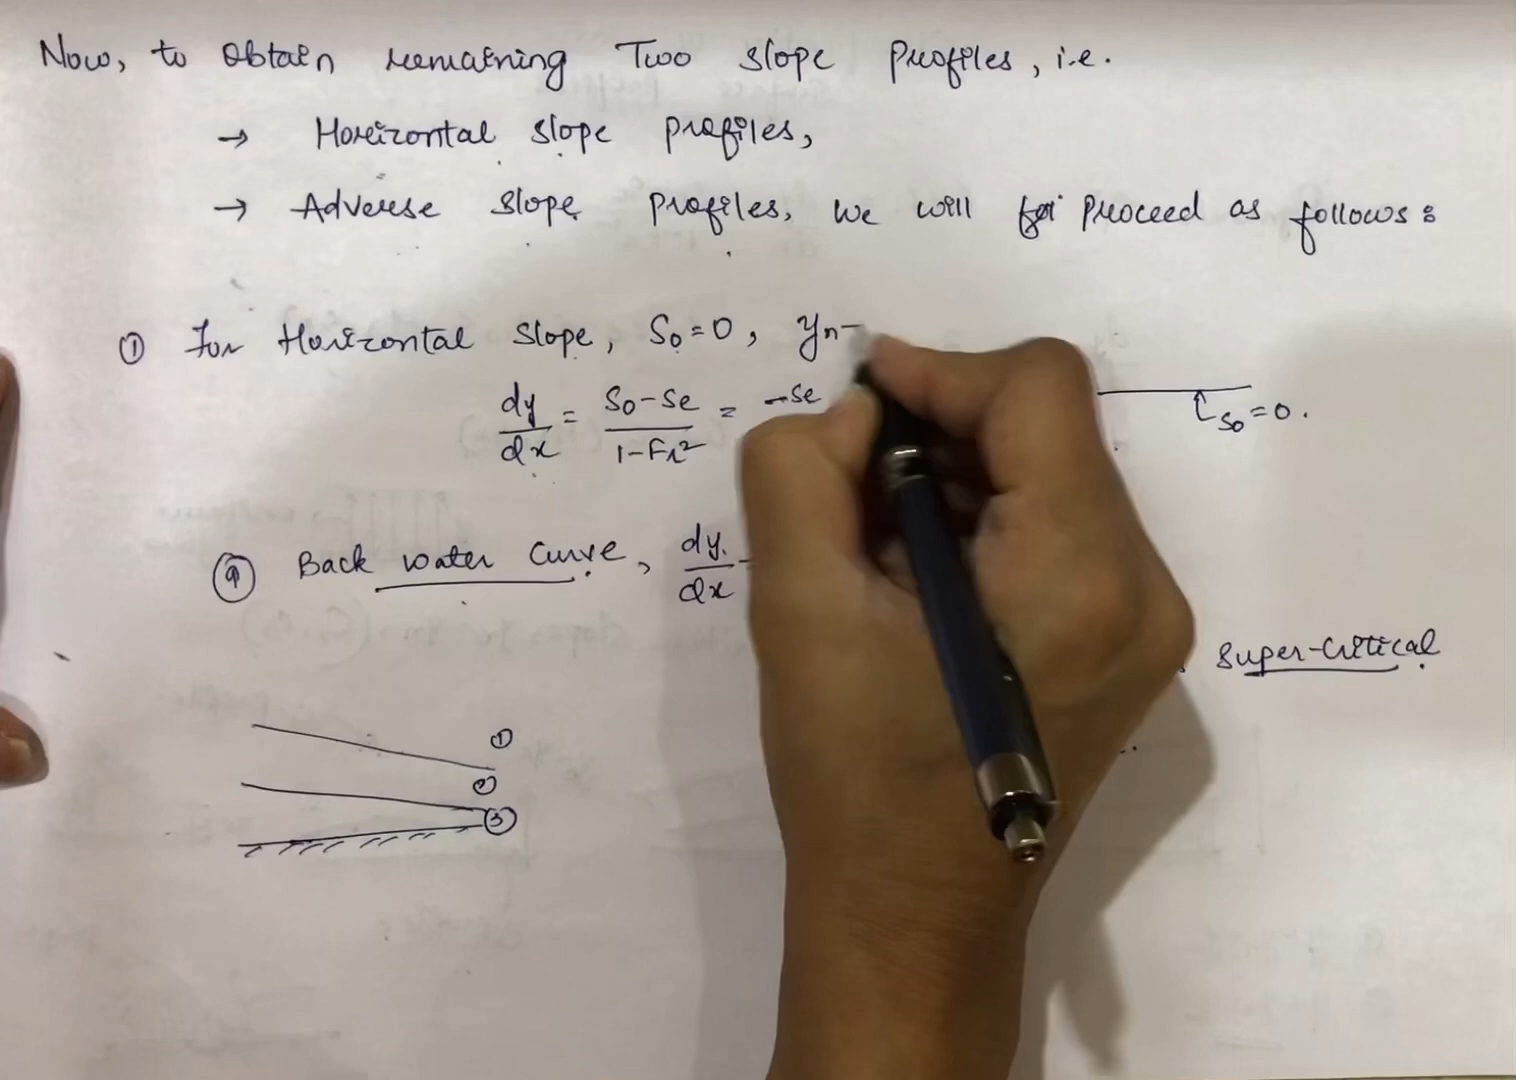 Now, to obtain remaining Two slope profiles, i.e.
→ Horizontal slope profiles,
→ Adverse slope profiles, we will for proceed as follows:
① For Horizontal slope, S₀=0, yn-
dy/dx = S₀-Se/1-Fr² = -Se
S₀=0.
Back water curve, dy/dx -
Super-critical
①
②
③